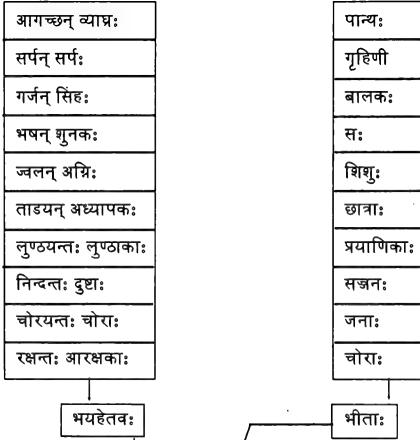 आगच्छन् व्याघ्रः
पान्थः
सर्पन् सर्पः
गृहिणी
गर्जन् सिंहः
बालकः
भषन् शुनकः
सः
ज्वलन् अग्निः
शिशुः
ताडयन् अध्यापकः
छात्राः
लुण्ठयन्तः लुण्ठाकाः
प्रयाणिकाः
निन्दन्तः दुष्टाः
सज्जनः
चोरयन्तः चोराः
जनाः
रक्षन्तः आरक्षकाः
चोराः
भयहेतवः
भीताः